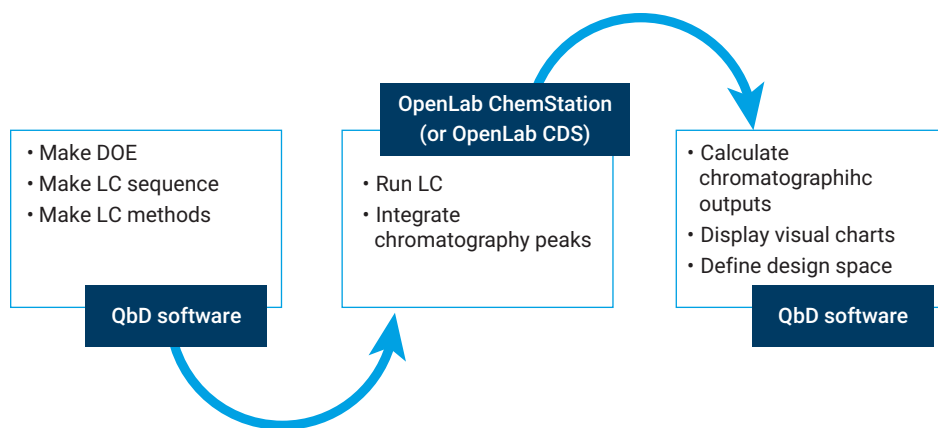 • Make DOE
• Make LC sequence
• Make LC methods
QbD software
OpenLab ChemStation
(or OpenLab CDS)
• Run LC
• Integrate
chromatography peaks
• Calculate
chromatographihc
outputs
• Display visual charts
• Define design space
QbD software